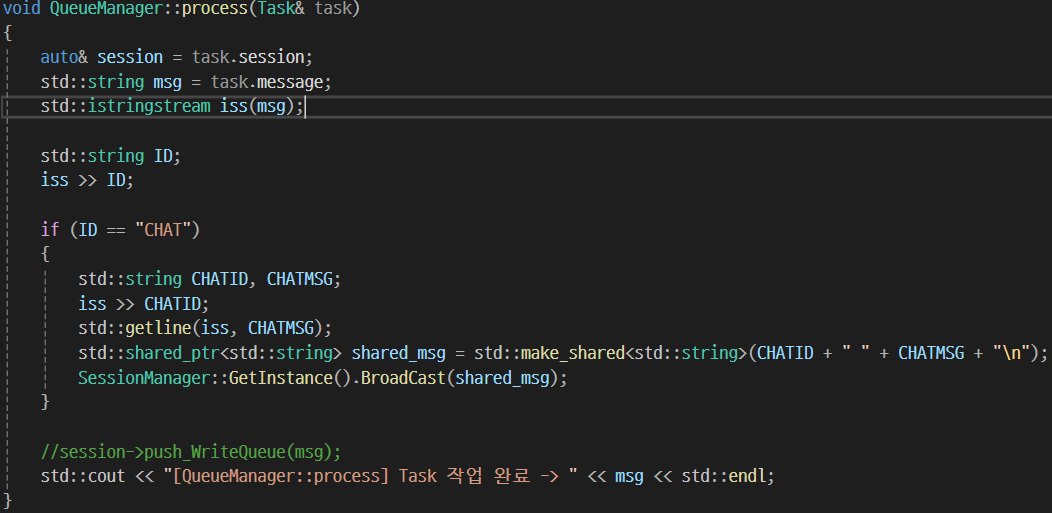 void QueueManager::process(Task& task)
{
auto& session = task.session;
std::string msg = task.message;
std::istringstream iss(msg);
std::string ID;
iss >> ID;
if (ID == "CHAT")
{
std::string CHATID, CHATMSG;
iss >> CHATID;
std::getline(iss, CHATMSG);
std::shared_ptr<std::string> shared_msg = std::make_shared<std::string>(CHATID + " " + CHATMSG + "\n");
SessionManager::GetInstance().BroadCast(shared_msg);
}
//session->push_WriteQueue(msg);
std::cout << "[QueueManager::process] Task 작업 완료 -> " << msg << std::endl;
}